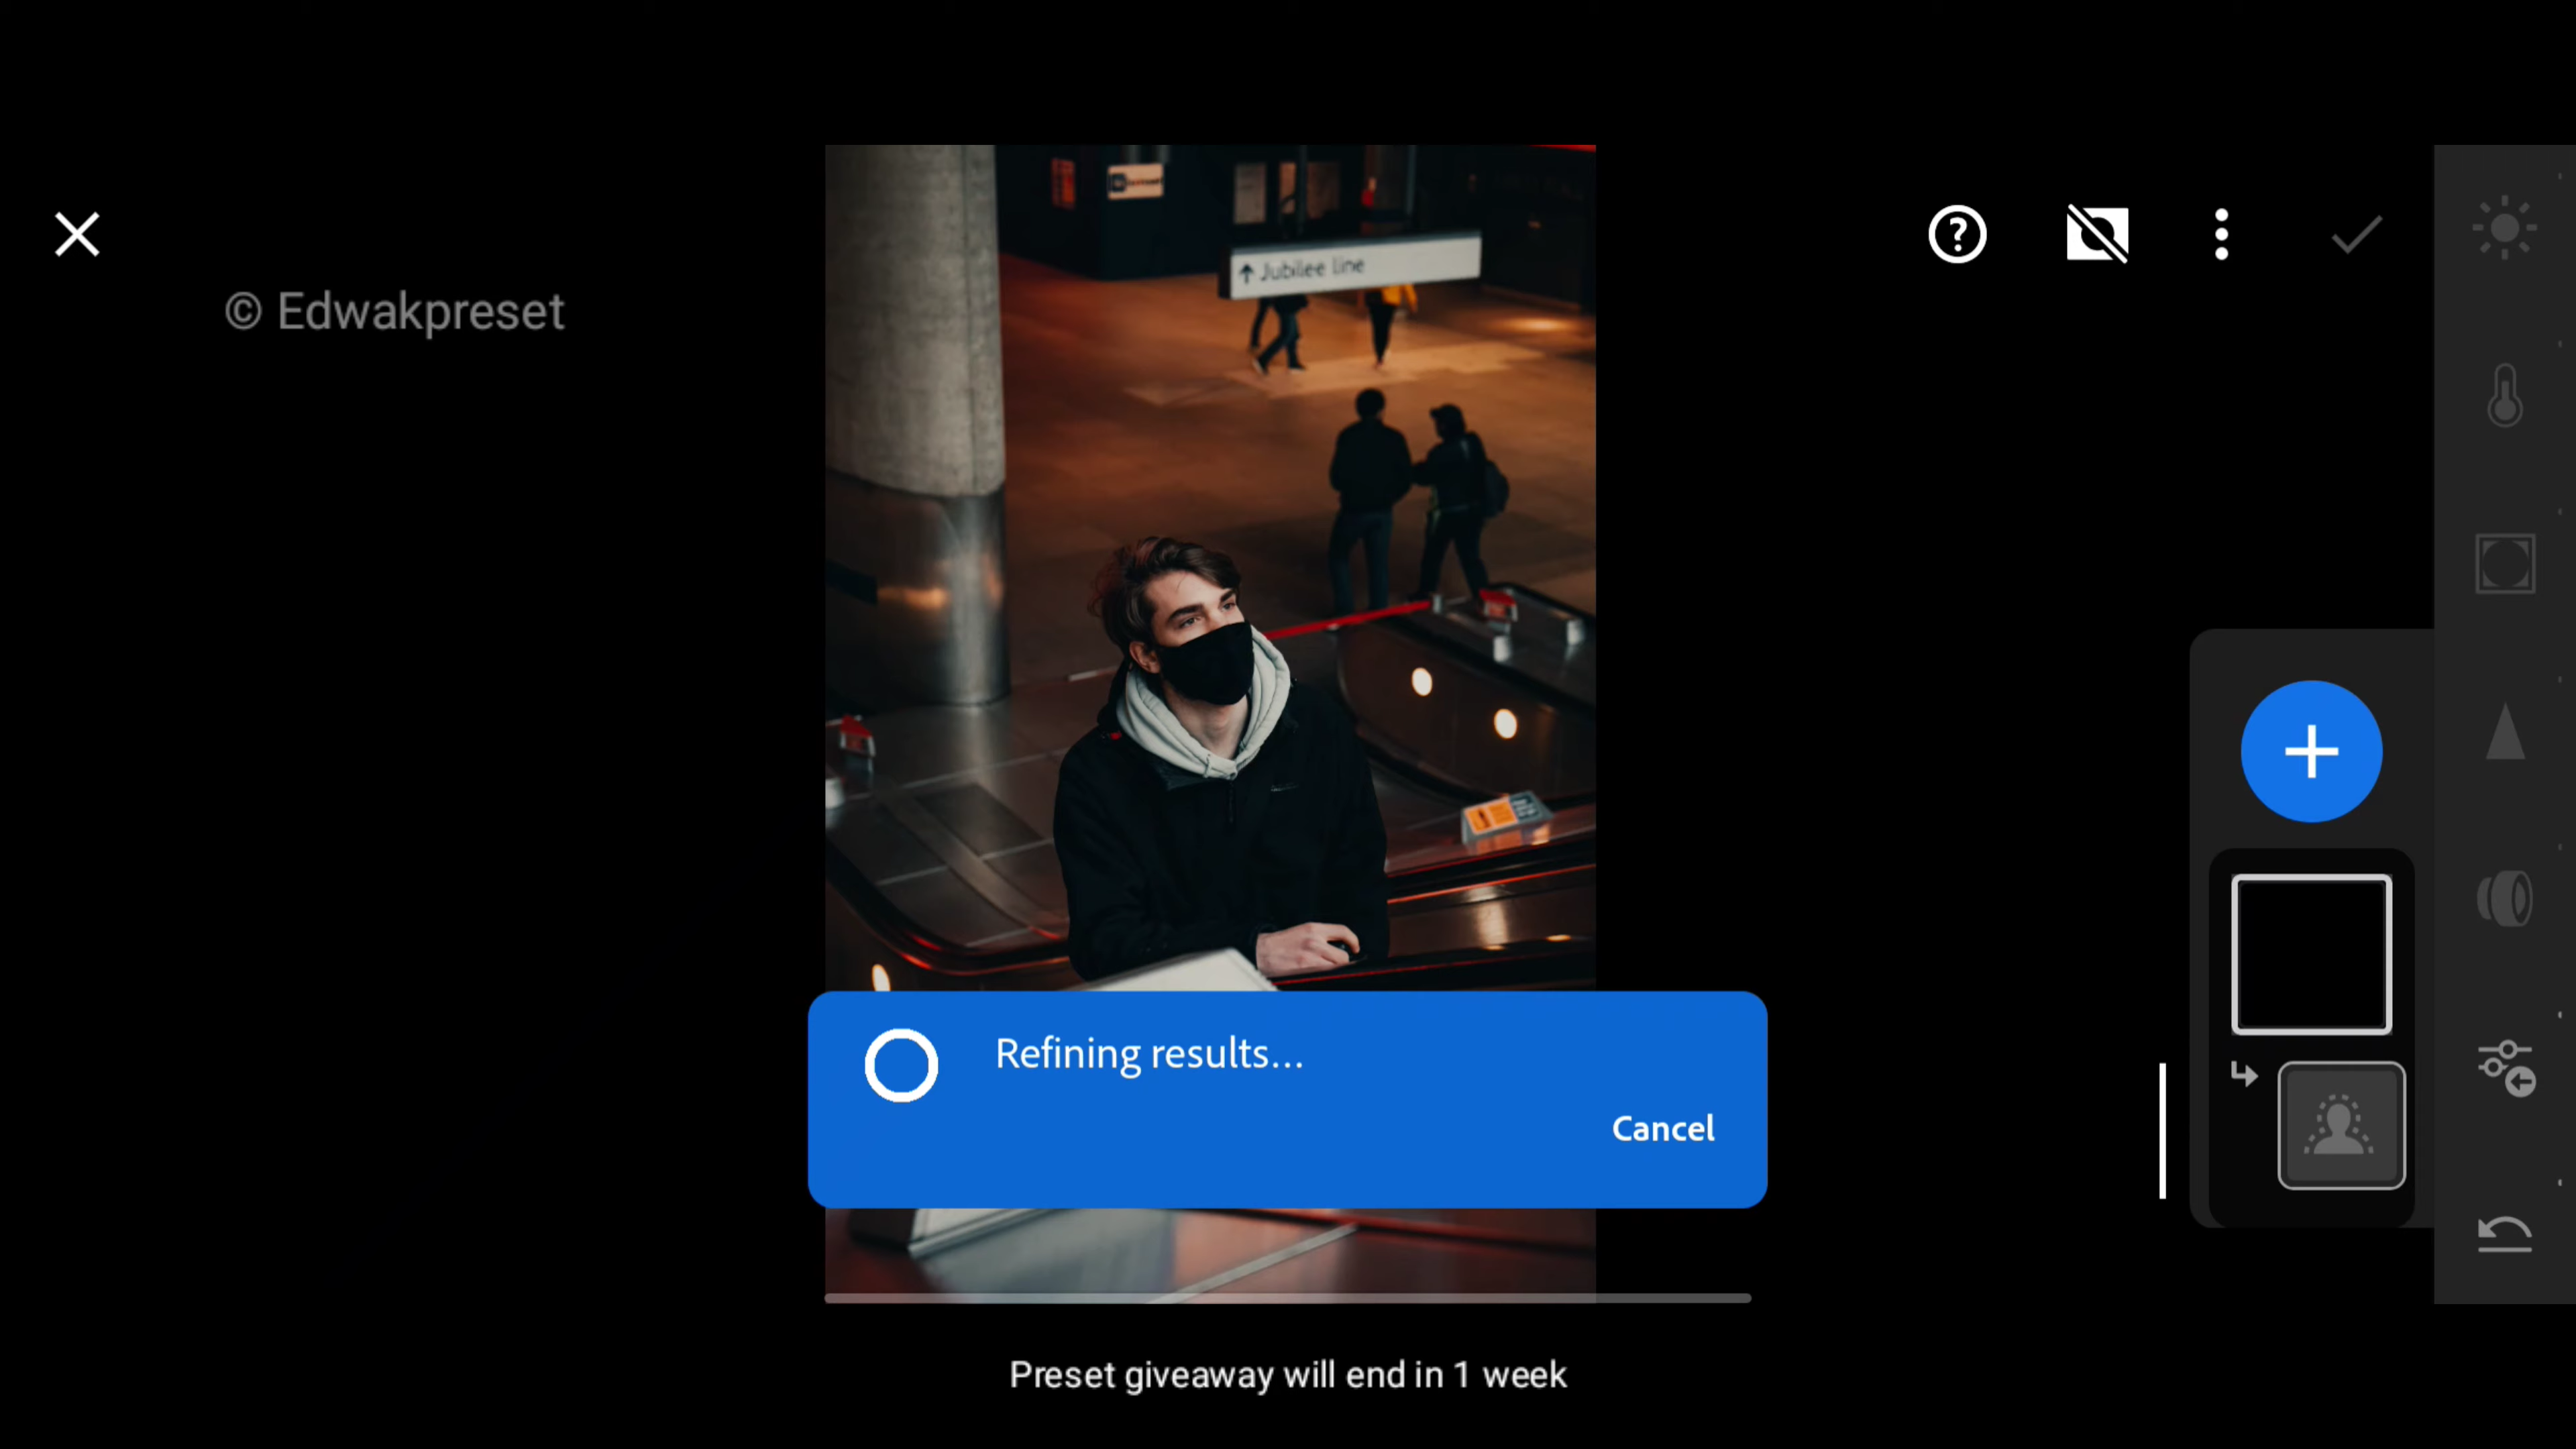 © Edwakpreset
↑ Jubilee line
Refining results...
Cancel
Preset giveaway will end in 1 week